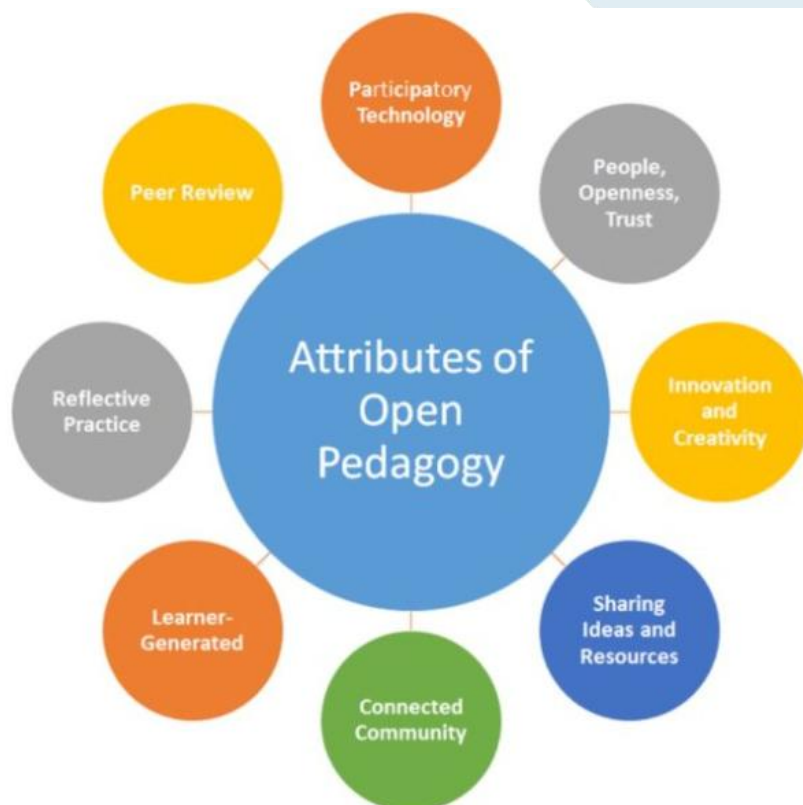 Participatory
Technology
People,
Openness,
Trust
Innovation
and
Creativity
Sharing
Ideas and
Resources
Connected
Community
Learner-
Generated
Reflective
Practice
Peer Review
Attributes of
Open
Pedagogy